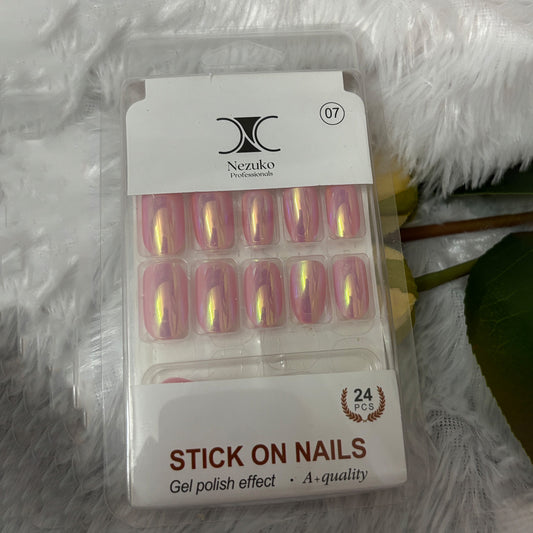 07
Nezuko
Professionals
24
PCS
STICK ON NAILS
Gel polish effect · A+quality